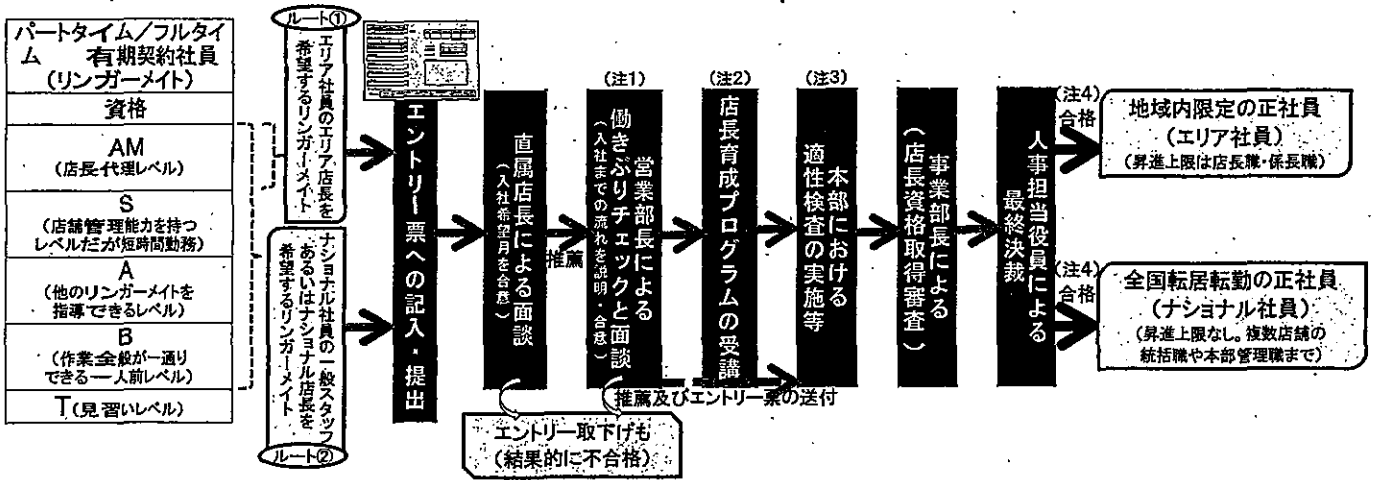 パートタイム/フルタイ
ム 有期契約社員
(リンガーメイト)
資格
AM
(店長代理レベル)
S
(店舗管理能力を持つ
レベルだが短時間勤務)
A
(他のリンガーメイトを
指導できるレベル)
B
(作業全般が一通り
できる一人前レベル)
T(見習いレベル)
ルート①
エリア社員のエリア店長を
希望するリンガーメイト
ナショナル社員の一般スタッフ
あるいはナショナル店長を
希望するリンガーメイト
ルート②
エントリー票への記入・提出
直属店長による面談
(入社希望月を合意)
推薦
(注1)
営業部長による
働きぶりチェックと面談
(入社までの流れを説明・合意)
(注2)
店長育成プログラムの受講
(注3)
本部における
適性検査の実施等
推薦及びエントリー票の送付
エントリー取下げも
(結果的に不合格)
事業部長による
(店長資格取得審査)
人事担当役員による
最終決裁
(注4)
合格
地域内限定の正社員
(エリア社員)
(昇進上限は店長職・係長職)
(注4)
合格
全国転居転勤の正社員
(ナショナル社員)
(昇進上限なし。複数店舗の
統括職や本部管理職まで)